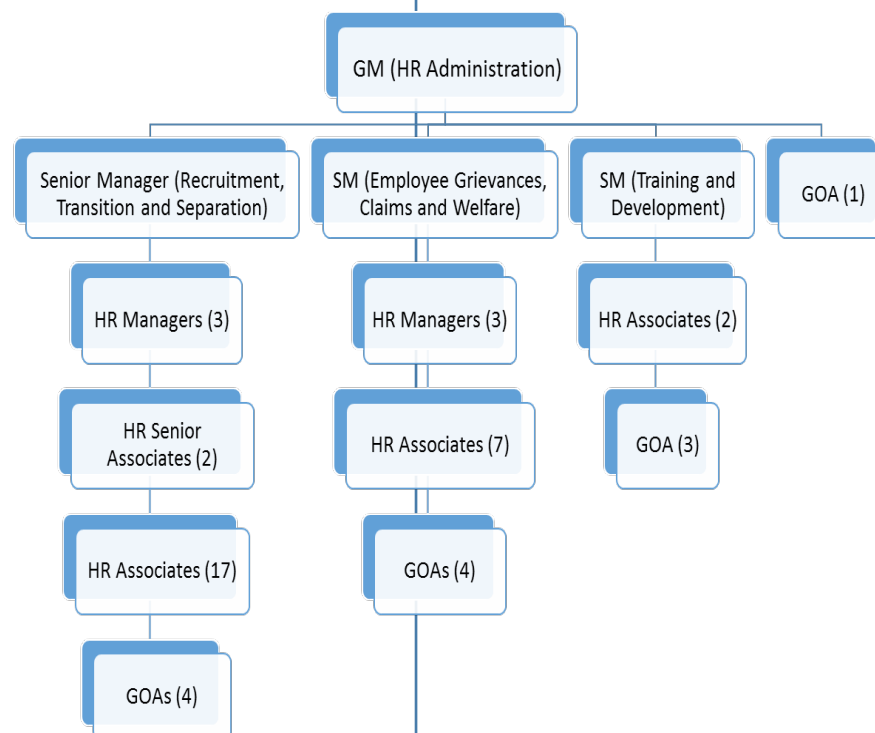 GM (HR Administration)
Senior Manager (Recruitment,
Transition and Separation)
SM (Employee Grievances,
Claims and Welfare)
SM (Training and
Development)
GOA (1)
HR Managers (3)
HR Managers (3)
HR Associates (2)
HR Senior
Associates (2)
HR Associates (7)
GOA (3)
HR Associates (17)
GOAs (4)
GOAs (4)